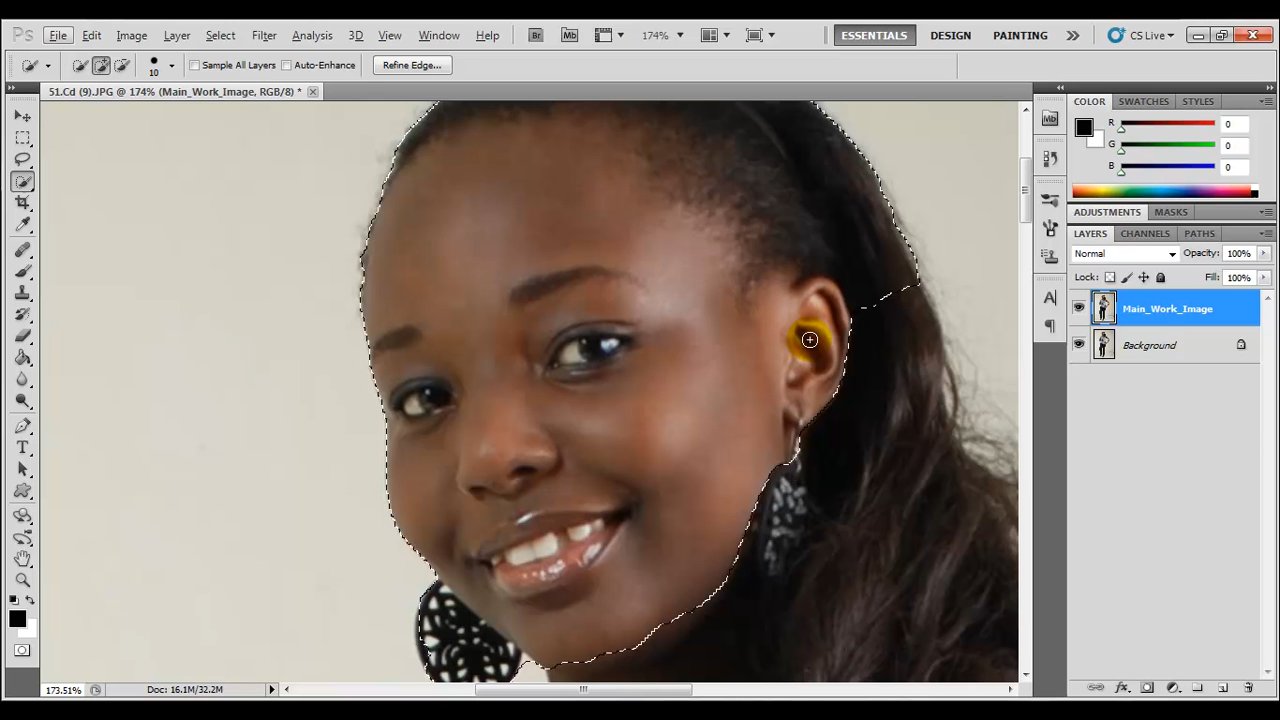 Ps File Edit Image Layer Select Filter Analysis 3D View Window Help Br Mb 174% ESSENTIALS DESIGN PAINTING CS Live
10 Sample All Layers Auto-Enhance Refine Edge...
51.Cd (9).JPG @ 174% (Main_Work_Image, RGB/8) *
COLOR SWATCHES STYLES
Mb
R 0
G 0
B 0
ADJUSTMENTS MASKS
LAYERS CHANNELS PATHS
Normal Opacity: 100%
Lock: Fill: 100%
Main_Work_Image
Background
173.51% Doc: 16.1M/32.2M